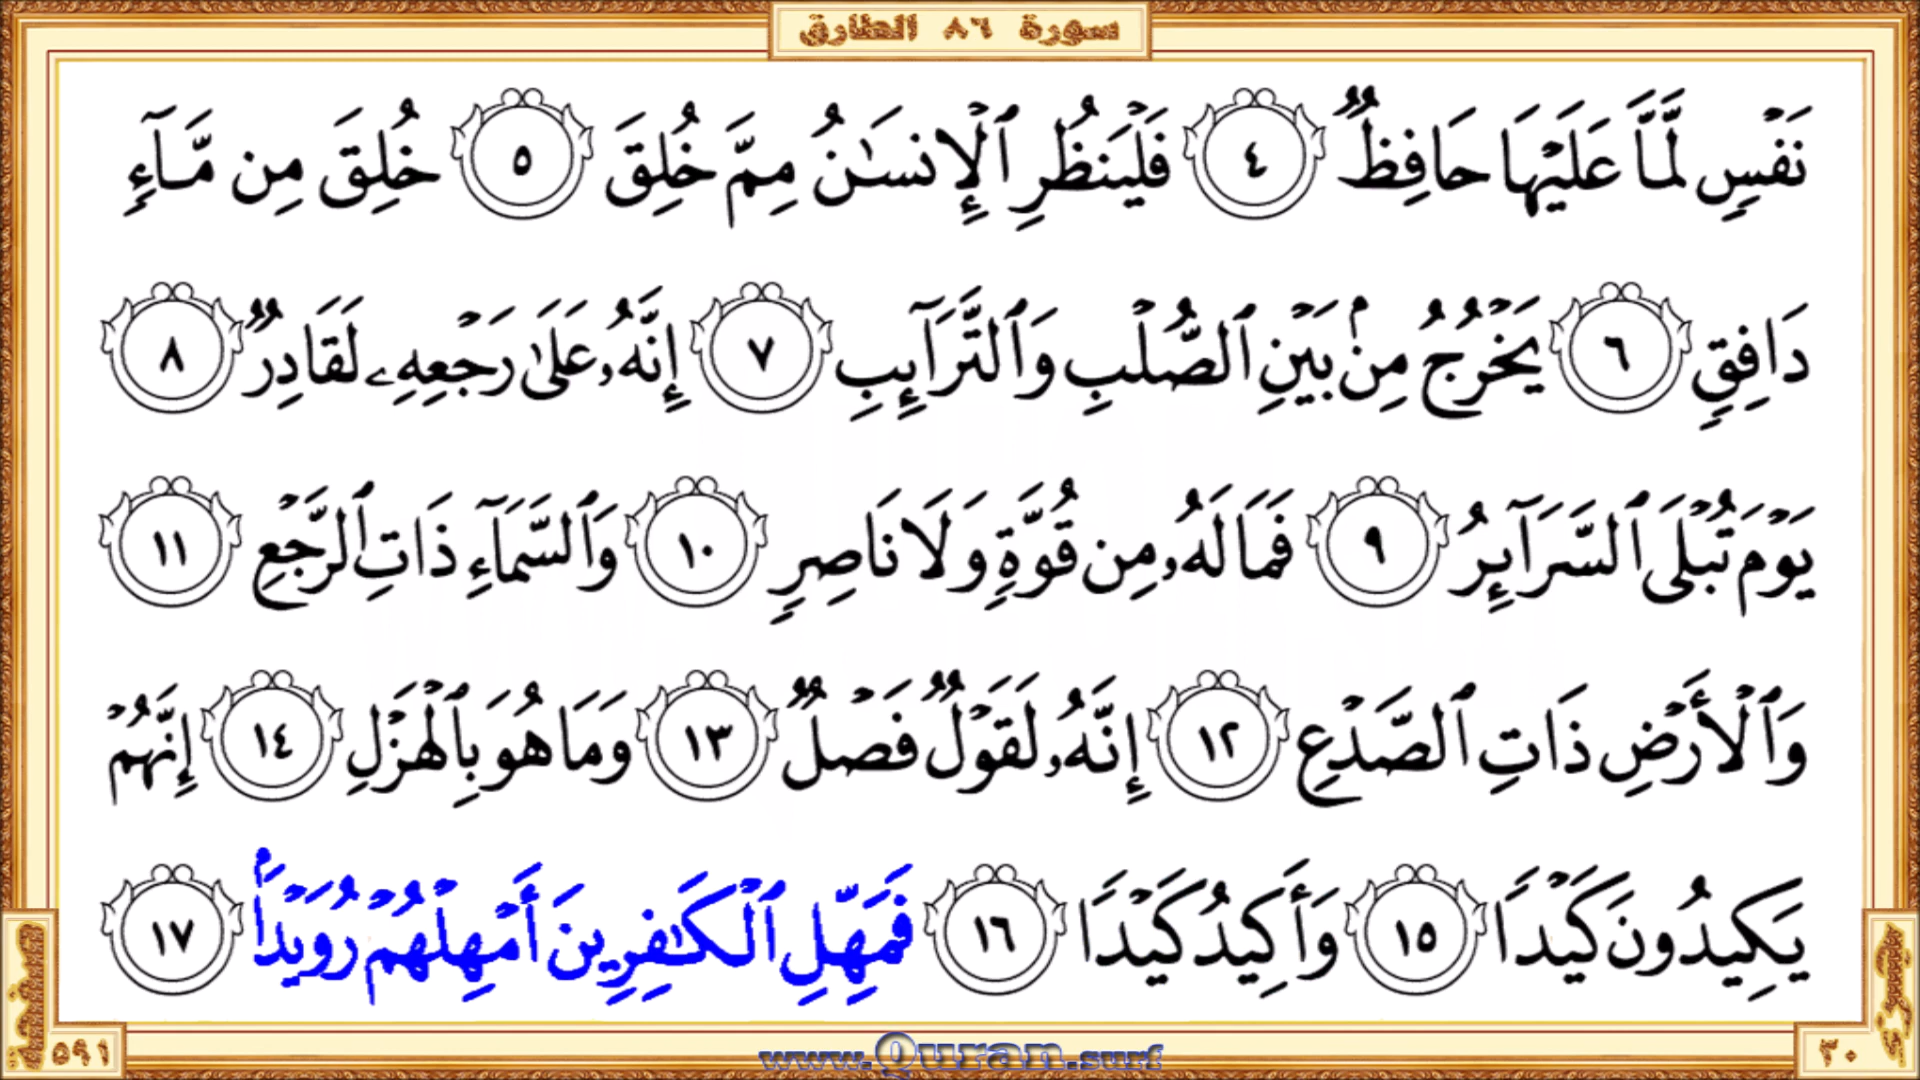 سورة ٨٦ الطارق
نَفۡسٖ لَّمَّا عَلَيۡهَا حَافِظٞ ٤ فَلۡيَنظُرِ ٱلۡإِنسَٰنُ مِمَّ خُلِقَ ٥ خُلِقَ مِن مَّآءٖ
دَافِقٖ ٦ يَخۡرُجُ مِنۢ بَيۡنِ ٱلصُّلۡبِ وَٱلتَّرَآئِبِ ٧ إِنَّهُۥ عَلَىٰ رَجۡعِهِۦ لَقَادِرٞ ٨
يَوۡمَ تُبۡلَى ٱلسَّرَآئِرُ ٩ فَمَا لَهُۥ مِن قُوَّةٖ وَلَا نَاصِرٖ ١٠ وَٱلسَّمَآءِ ذَاتِ ٱلرَّجۡعِ ١١
وَٱلۡأَرۡضِ ذَاتِ ٱلصَّدۡعِ ١٢ إِنَّهُۥ لَقَوۡلٞ فَصۡلٞ ١٣ وَمَا هُوَ بِٱلۡهَزۡلِ ١٤ إِنَّهُمۡ
يَكِيدُونَ كَيۡدٗا ١٥ وَأَكِيدُ كَيۡدٗا ١٦ فَمَهِّلِ ٱلۡكَٰفِرِينَ أَمۡهِلۡهُمۡ رُوَيۡدَۢا ١٧
صفحة ٥٩١
www.Quran.surf
٣٠